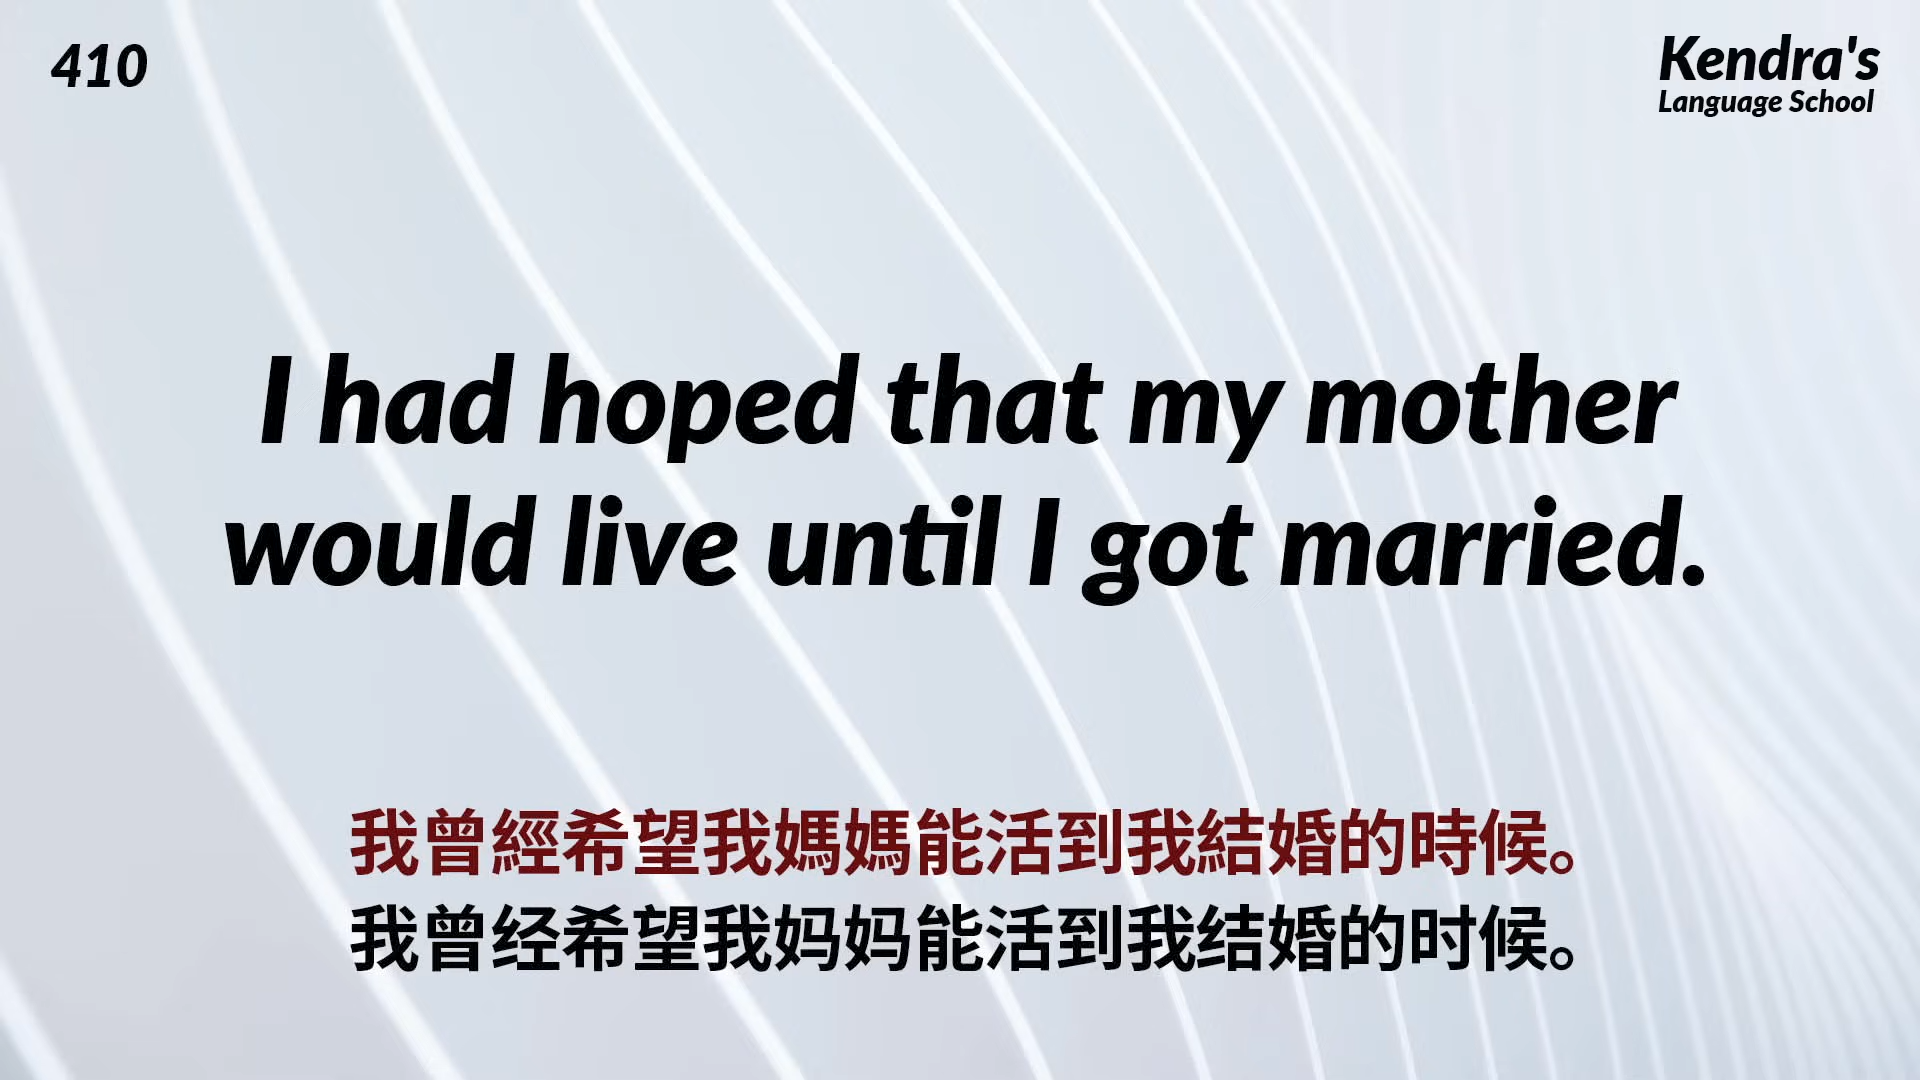 410
Kendra's
Language School
I had hoped that my mother
would live until I got married.
我曾經希望我媽媽能活到我結婚的時候。
我曾经希望我妈妈能活到我结婚的时候。